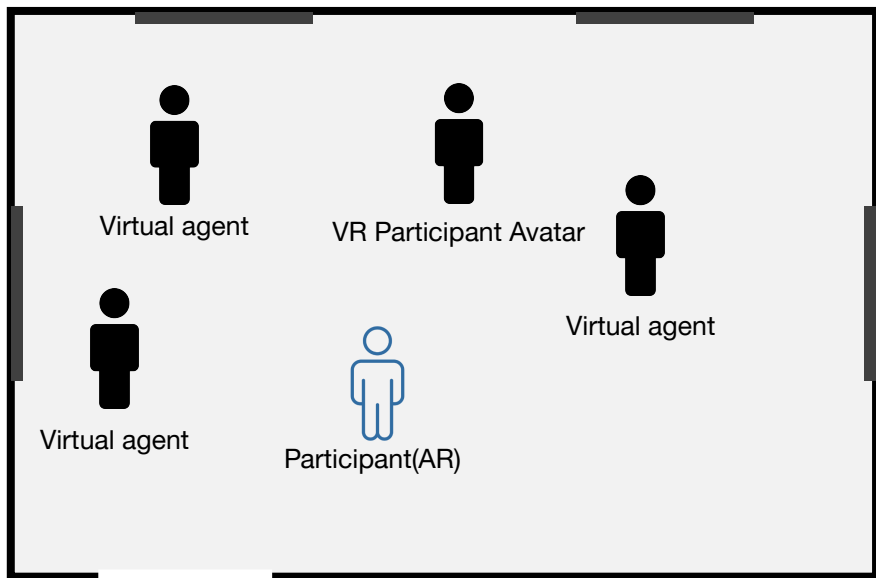 Virtual agent
VR Participant Avatar
Virtual agent
Virtual agent
Participant(AR)